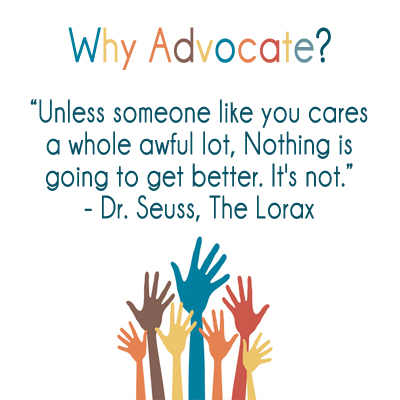 Why Advocate?
“Unless someone like you cares
a whole awful lot, Nothing is
going to get better. It's not.”
- Dr. Seuss, The Lorax